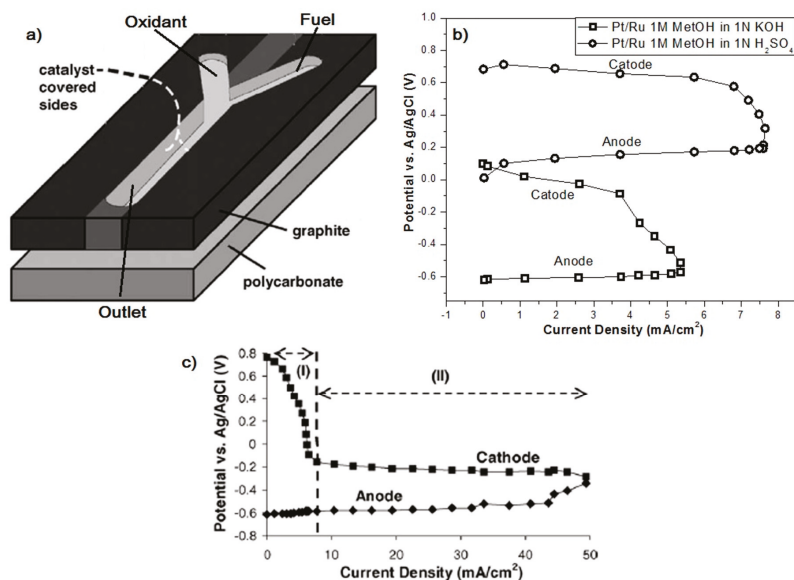 a)
Oxidant
Fuel
catalyst
covered
sides
graphite
polycarbonate
Outlet
b)
Pt/Ru 1M MetOH in 1N KOH
Pt/Ru 1M MetOH in 1N H₂SO₄
Catode
Anode
Catode
Anode
Potential vs. Ag/AgCl (V)
1.0
0.8
0.6
0.4
0.2
0.0
-0.2
-0.4
-0.6
-1 0 1 2 3 4 5 6 7 8
Current Density (mA/cm²)
c)
(I)
(II)
Cathode
Anode
Potential vs. Ag/AgCl (V)
0.8
0.6
0.4
0.2
0
-0.2
-0.4
-0.6
-0.8
0 10 20 30 40 50
Current Density (mA/cm²)